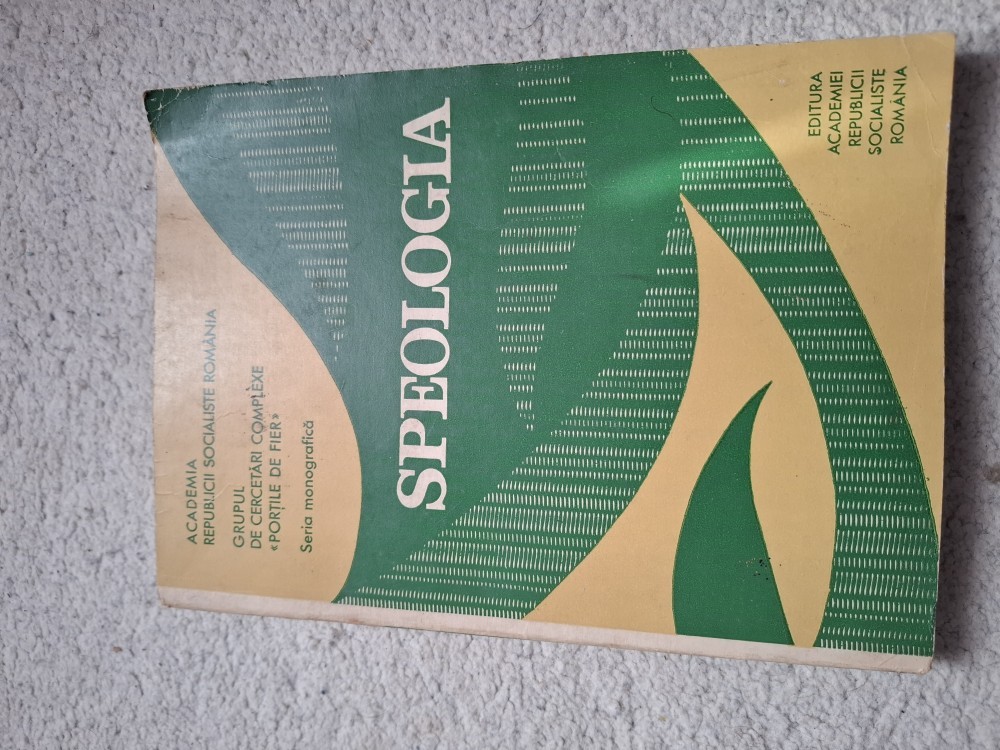 ACADEMIA
REPUBLICII SOCIALISTE ROMÂNIA
GRUPUL
DE CERCETĂRI COMPLEXE
«PORȚILE DE FIER»
Seria monografică
SPEOLOGIA
EDITURA
ACADEMIEI
REPUBLICII
SOCIALISTE
ROMÂNIA